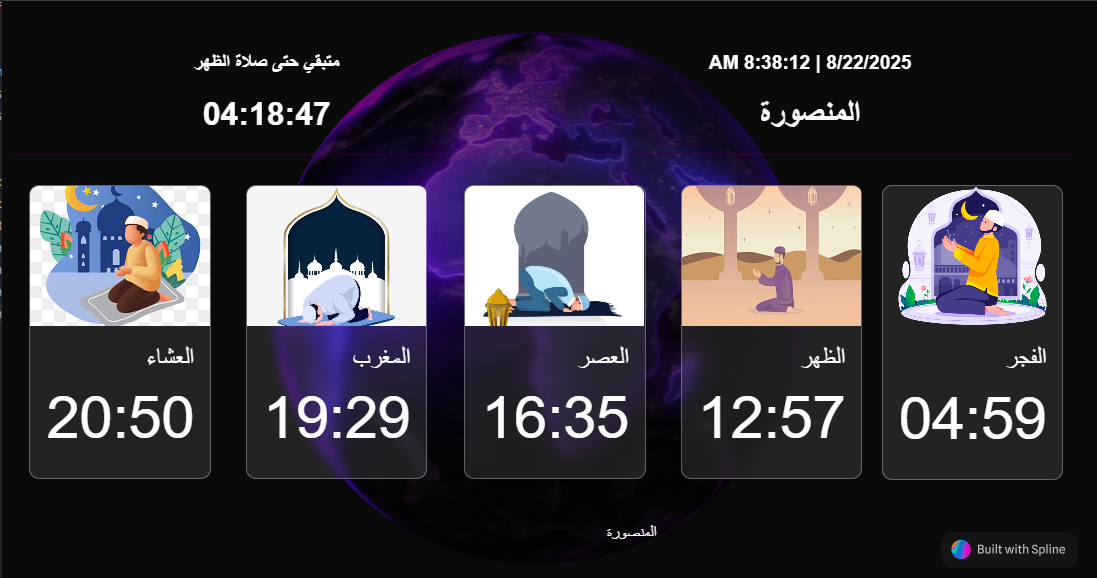 8/22/2025 | 8:38:12 AM
المنصورة
متبقي حتى صلاة الظهر
04:18:47
الفجر
04:59
الظهر
12:57
العصر
16:35
المغرب
19:29
العشاء
20:50
المنصورة
Built with Spline